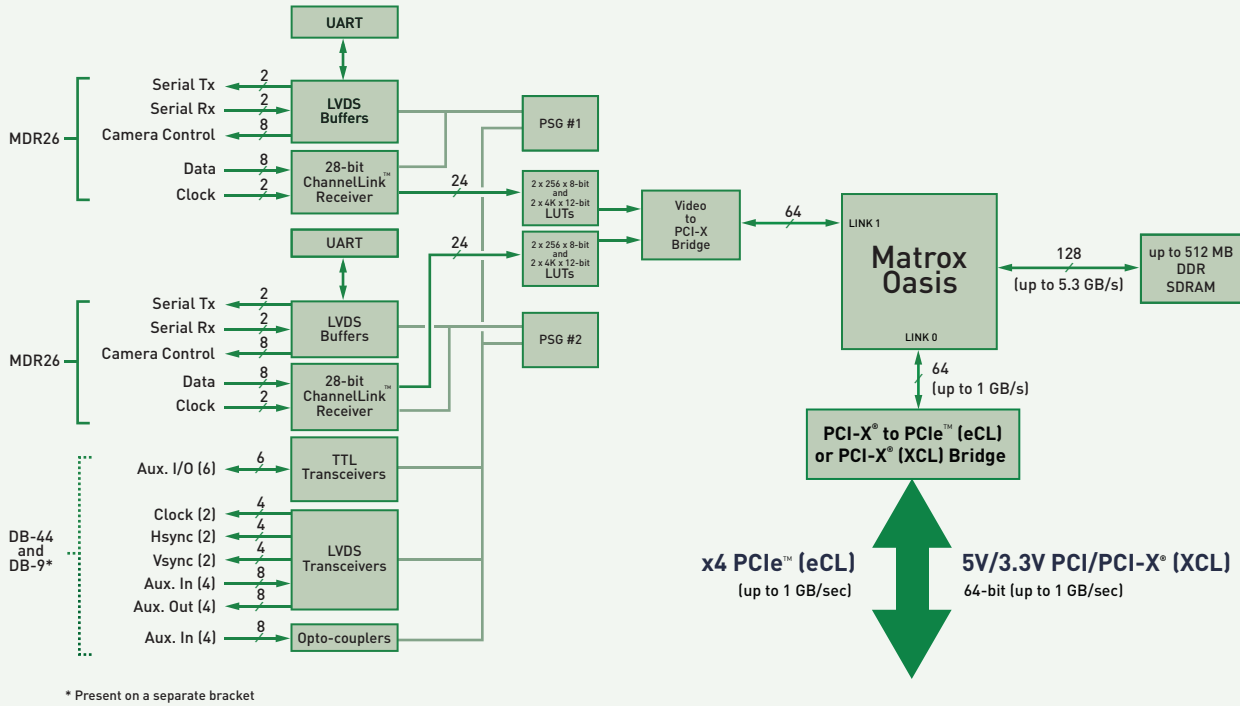 UART
MDR26
Serial Tx
2
Serial Rx
2
Camera Control
8
LVDS
Buffers
Data
8
Clock
2
28-bit
ChannelLink™
Receiver
PSG #1
24
2 x 256 x 8-bit
and
2 x 4K x 12-bit
LUTs
24
2 x 256 x 8-bit
and
2 x 4K x 12-bit
LUTs
Video
to
PCI-X
Bridge
64
LINK 1
Matrox
Oasis
LINK 0
128
(up to 5.3 GB/s)
up to 512 MB
DDR
SDRAM
64
(up to 1 GB/s)
PCI-X® to PCIe™ (eCL)
or PCI-X® (XCL) Bridge
x4 PCIe™ (eCL)
(up to 1 GB/sec)
5V/3.3V PCI/PCI-X® (XCL)
64-bit (up to 1 GB/sec)
UART
MDR26
Serial Tx
2
Serial Rx
2
Camera Control
8
LVDS
Buffers
Data
8
Clock
2
28-bit
ChannelLink™
Receiver
PSG #2
DB-44
and
DB-9*
Aux. I/O (6)
6
TTL
Transceivers
Clock (2)
4
Hsync (2)
4
Vsync (2)
4
Aux. In (4)
8
Aux. Out (4)
8
LVDS
Transceivers
Aux. In (4)
8
Opto-couplers
* Present on a separate bracket